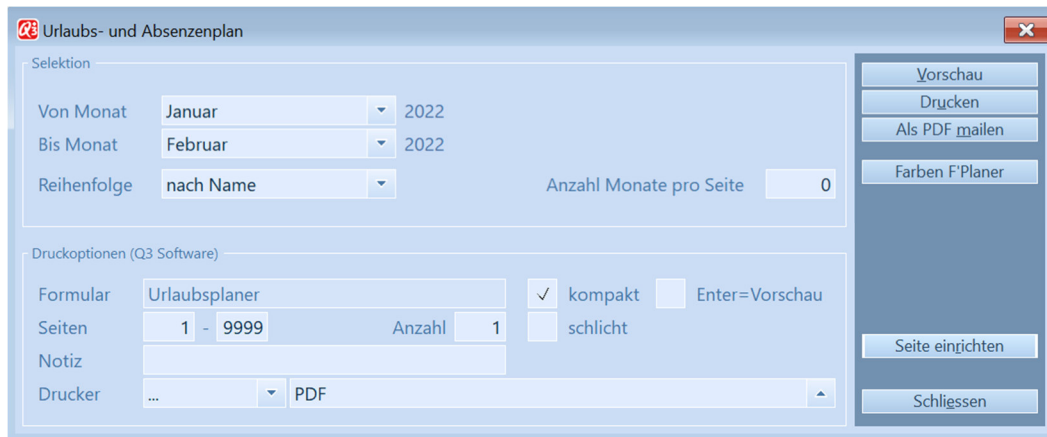 Q3 Urlaubs- und Absenzenplan
Selektion
Von Monat Januar 2022
Bis Monat Februar 2022
Reihenfolge nach Name Anzahl Monate pro Seite 0
Druckoptionen (Q3 Software)
Formular Urlaubsplaner ✓ kompakt Enter=Vorschau
Seiten 1 - 9999 Anzahl 1 schlicht
Notiz
Drucker ... PDF
Vorschau
Drucken
Als PDF mailen
Farben F'Planer
Seite einrichten
Schliessen